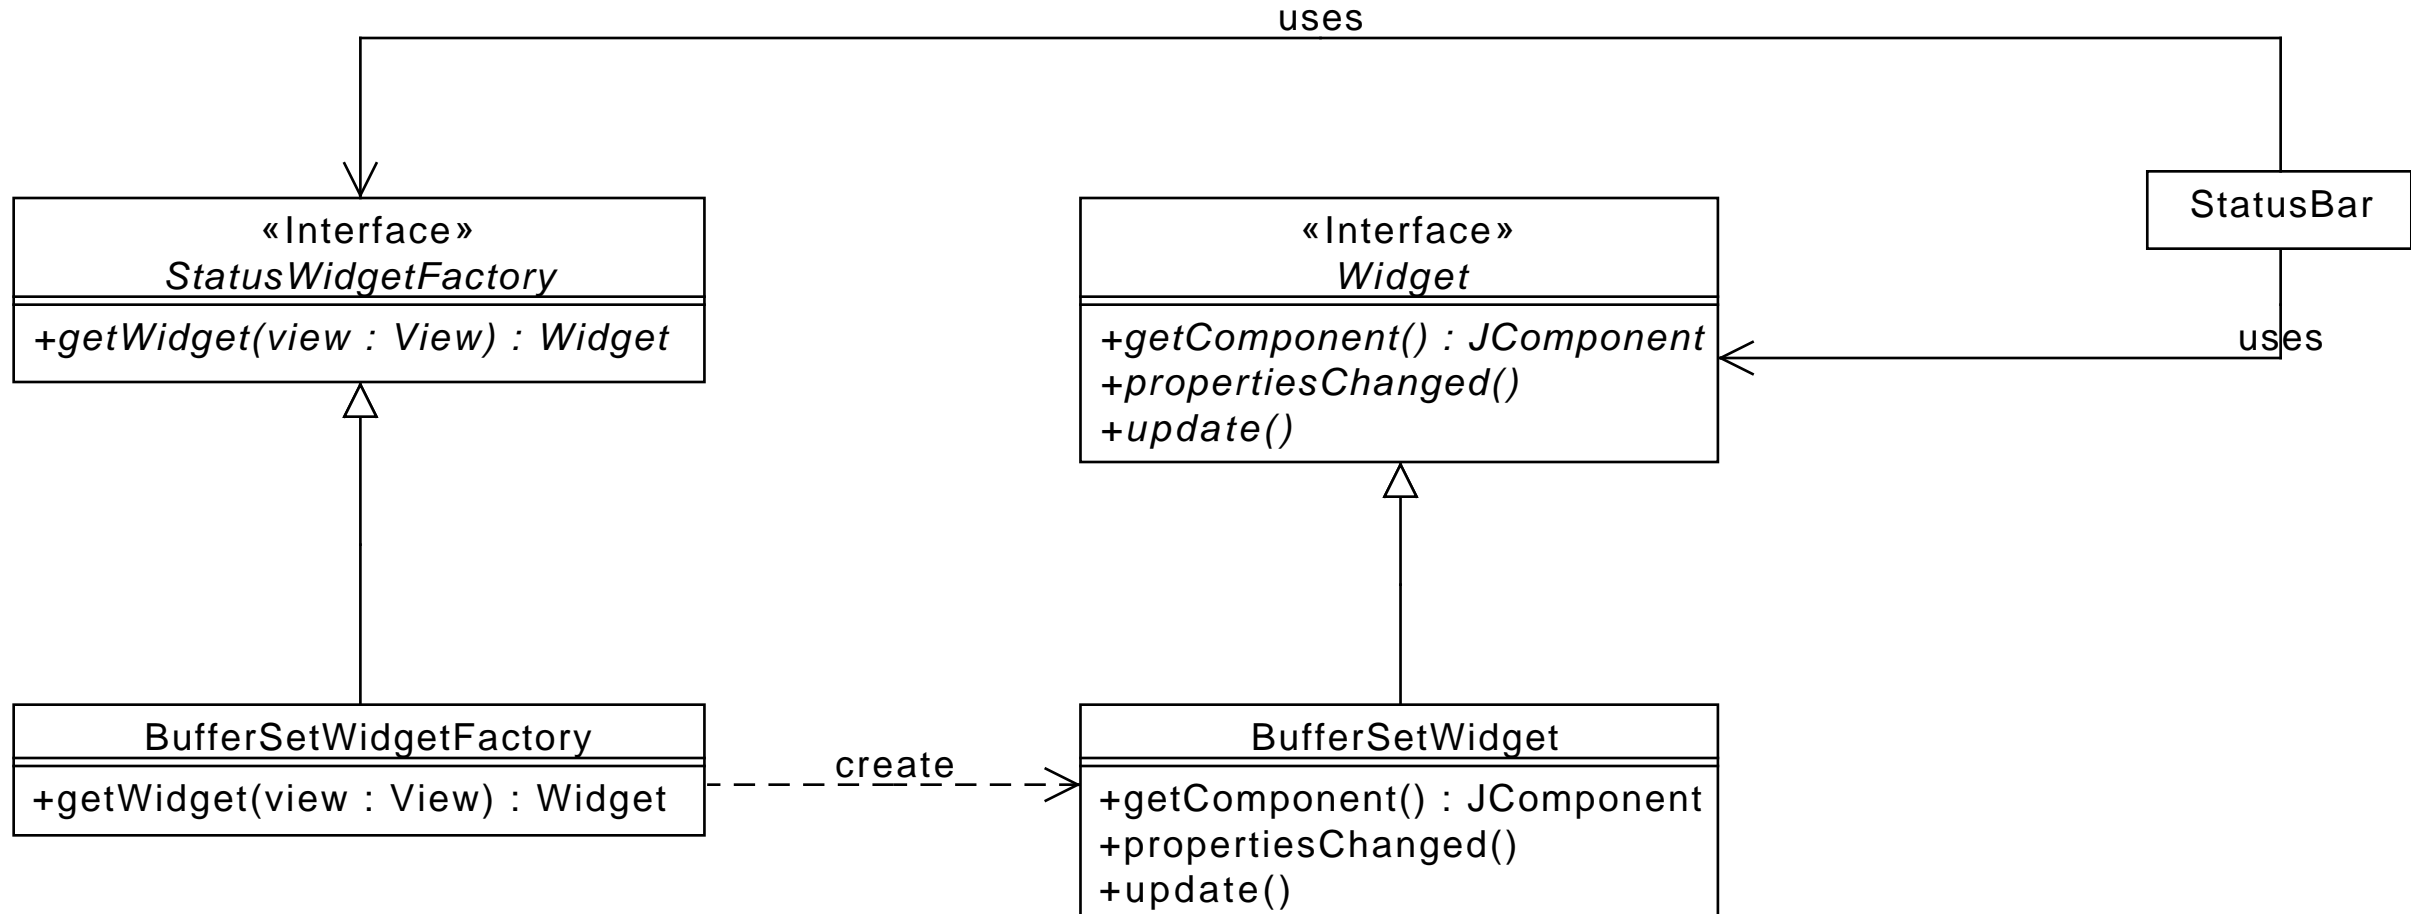 uses
StatusBar
«Interface»
StatusWidgetFactory
+getWidget(view : View) : Widget
«Interface»
Widget
+getComponent() : JComponent
+propertiesChanged()
+update()
uses
BufferSetWidgetFactory
+getWidget(view : View) : Widget
create
BufferSetWidget
+getComponent() : JComponent
+propertiesChanged()
+update()